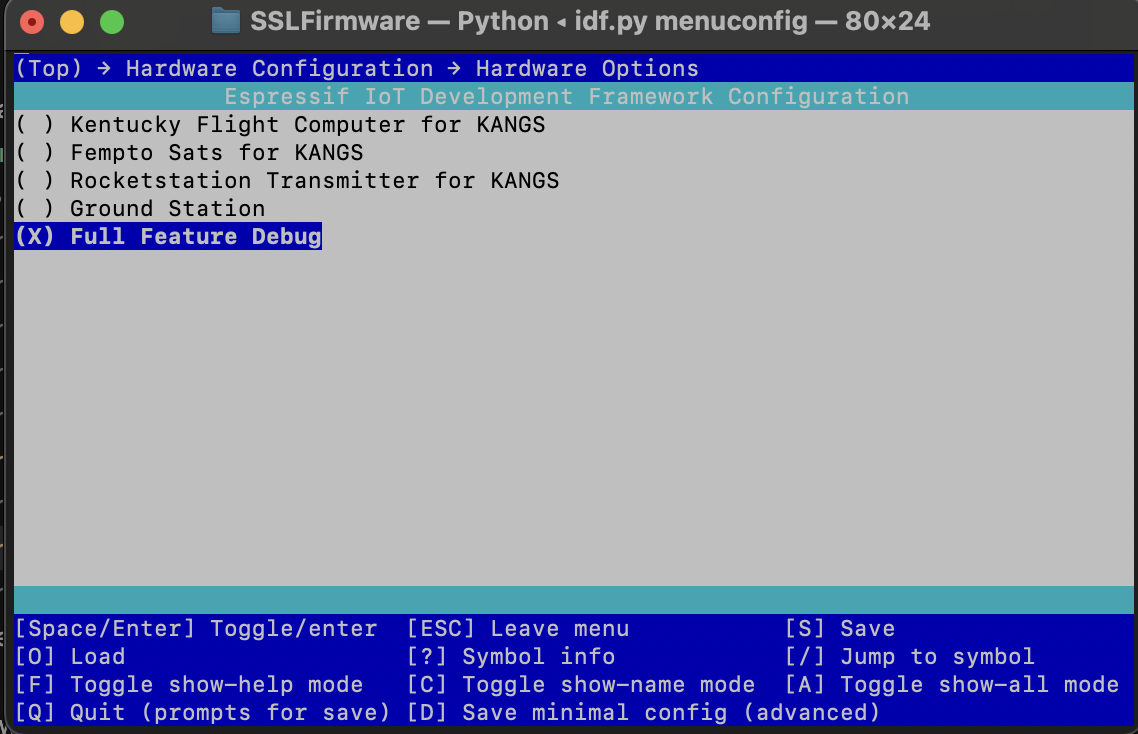 SSLFirmware — Python ◂ idf.py menuconfig — 80×24
(Top) → Hardware Configuration → Hardware Options
Espressif IoT Development Framework Configuration
( ) Kentucky Flight Computer for KANGS
( ) Fempto Sats for KANGS
( ) Rocketstation Transmitter for KANGS
( ) Ground Station
(X) Full Feature Debug
[Space/Enter] Toggle/enter [ESC] Leave menu [S] Save
[O] Load [?] Symbol info [/] Jump to symbol
[F] Toggle show-help mode [C] Toggle show-name mode [A] Toggle show-all mode
[Q] Quit (prompts for save) [D] Save minimal config (advanced)